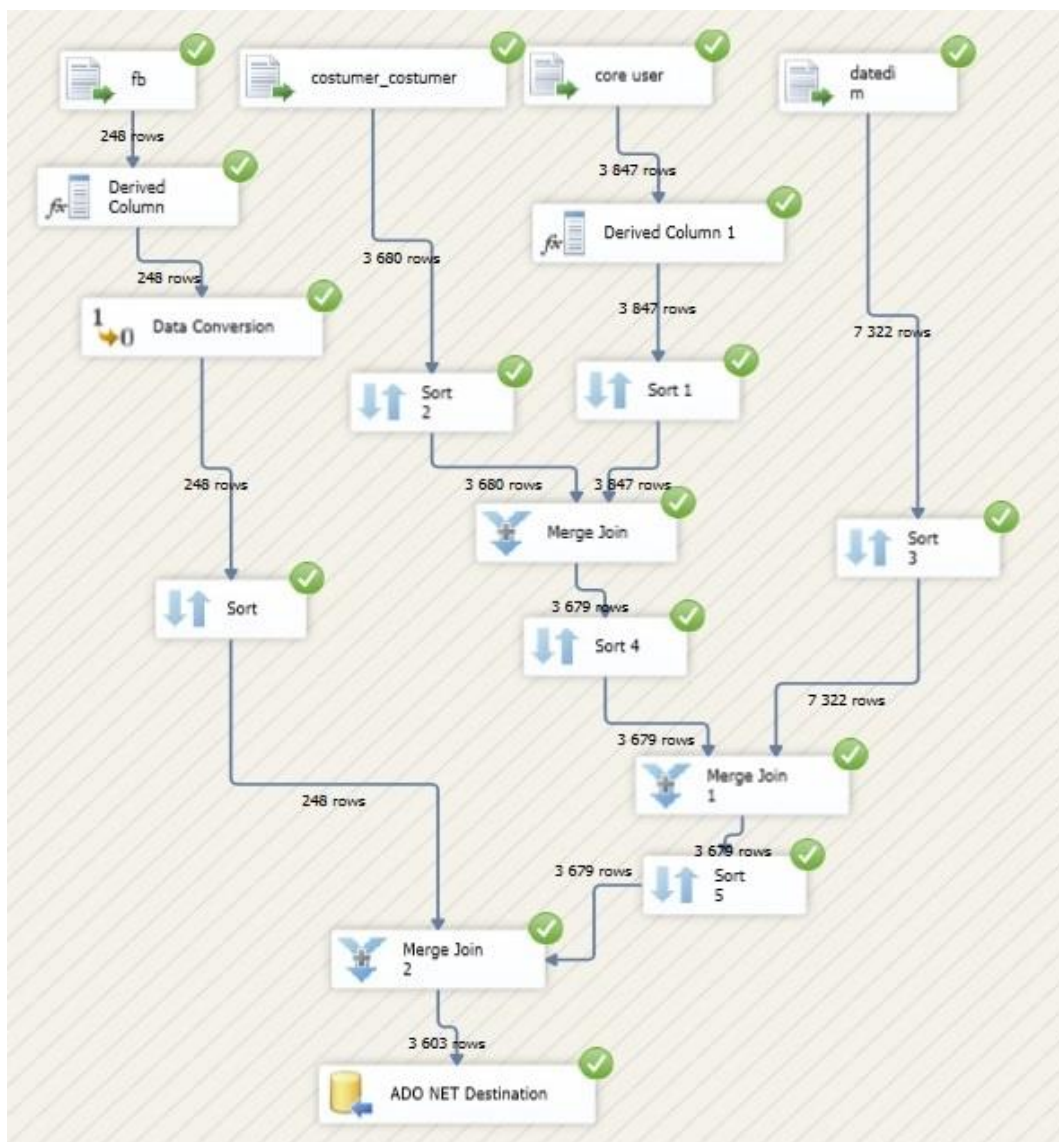 fb
costumer_costumer
core user
datedi
m
248 rows
3 847 rows
Derived
Column
fx
Derived Column 1
fx
3 680 rows
248 rows
3 847 rows
7 322 rows
1
0
Data Conversion
Sort
2
Sort 1
248 rows
3 680 rows
3 847 rows
Merge Join
Sort
3
3 679 rows
Sort
Sort 4
7 322 rows
3 679 rows
Merge Join
1
248 rows
3 679 rows
3 679 rows
Sort
5
Merge Join
2
3 603 rows
ADO NET Destination